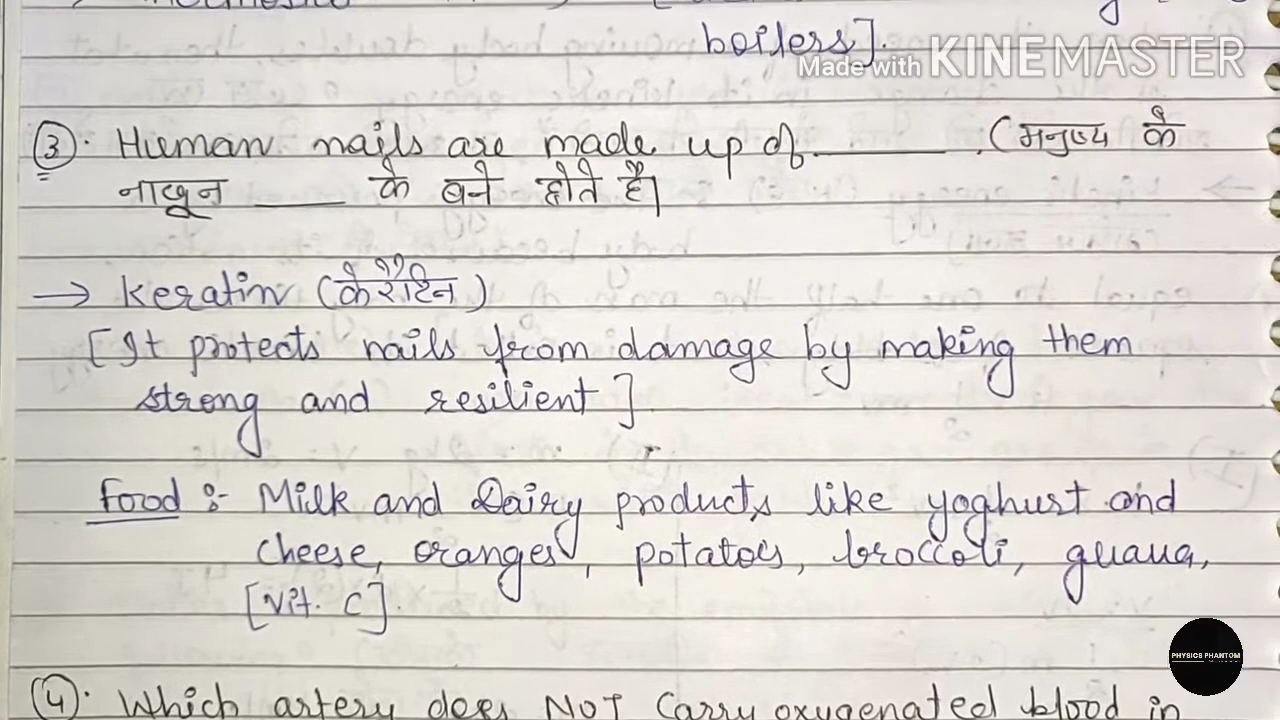 boilers].
Made with KINEMASTER
③. Human nails are made up of ______ . (मनुष्य के
नाखून ____ के बने होते है।
→ Keratin (केराटिन)
[It protects nails from damage by making them
strong and resilient].
Food :- Milk and Dairy products like yoghurt and
cheese, oranges, potatoes, broccoli, guava,
[Vit. C].
PHYSICS PHANTOM
④. Which artery does NOT carry oxygenated blood in